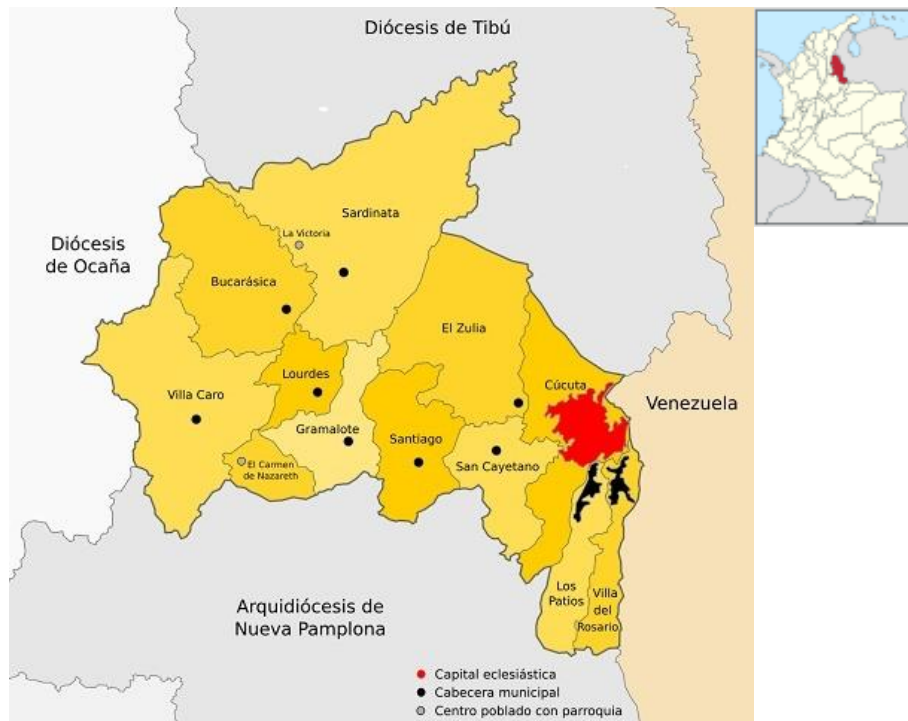 Diócesis de Tibú
Sardinata
La Victoria
Diócesis
de Ocaña
Bucarásica
El Zulia
Cúcuta
Lourdes
Villa Caro
Venezuela
Gramalote
Santiago
San Cayetano
El Carmen
de Nazareth
Los
Patios
Villa
del
Rosario
Arquidiócesis de
Nueva Pamplona
Capital eclesiástica
Cabecera municipal
Centro poblado con parroquia